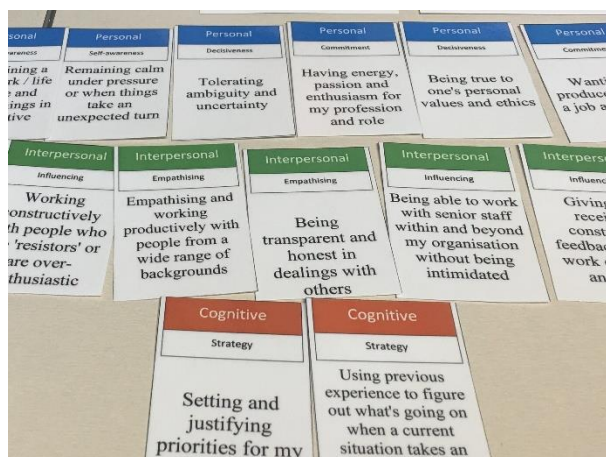 Personal
Self-awareness
Remaining calm
under pressure
or when things
take an
unexpected turn
Personal
Decisiveness
Tolerating
ambiguity and
uncertainty
Personal
Commitment
Having energy,
passion and
enthusiasm for
my profession
and role
Personal
Decisiveness
Being true to
one's personal
values and ethics
Personal
Interpersonal
Influencing
Working
constructively
people who
'resistors' or
are over-
Interpersonal
Empathising
Empathising and
working
productively with
people from a
wide range of
backgrounds
Interpersonal
Empathising
Being
transparent and
honest in
dealings with
others
Interpersonal
Influencing
Being able to work
with senior staff
within and beyond
my organisation
without being
intimidated
Cognitive
Strategy
Setting and
justifying
priorities for my
Cognitive
Strategy
Using previous
experience to figure
out what's going on
when a current
situation takes an